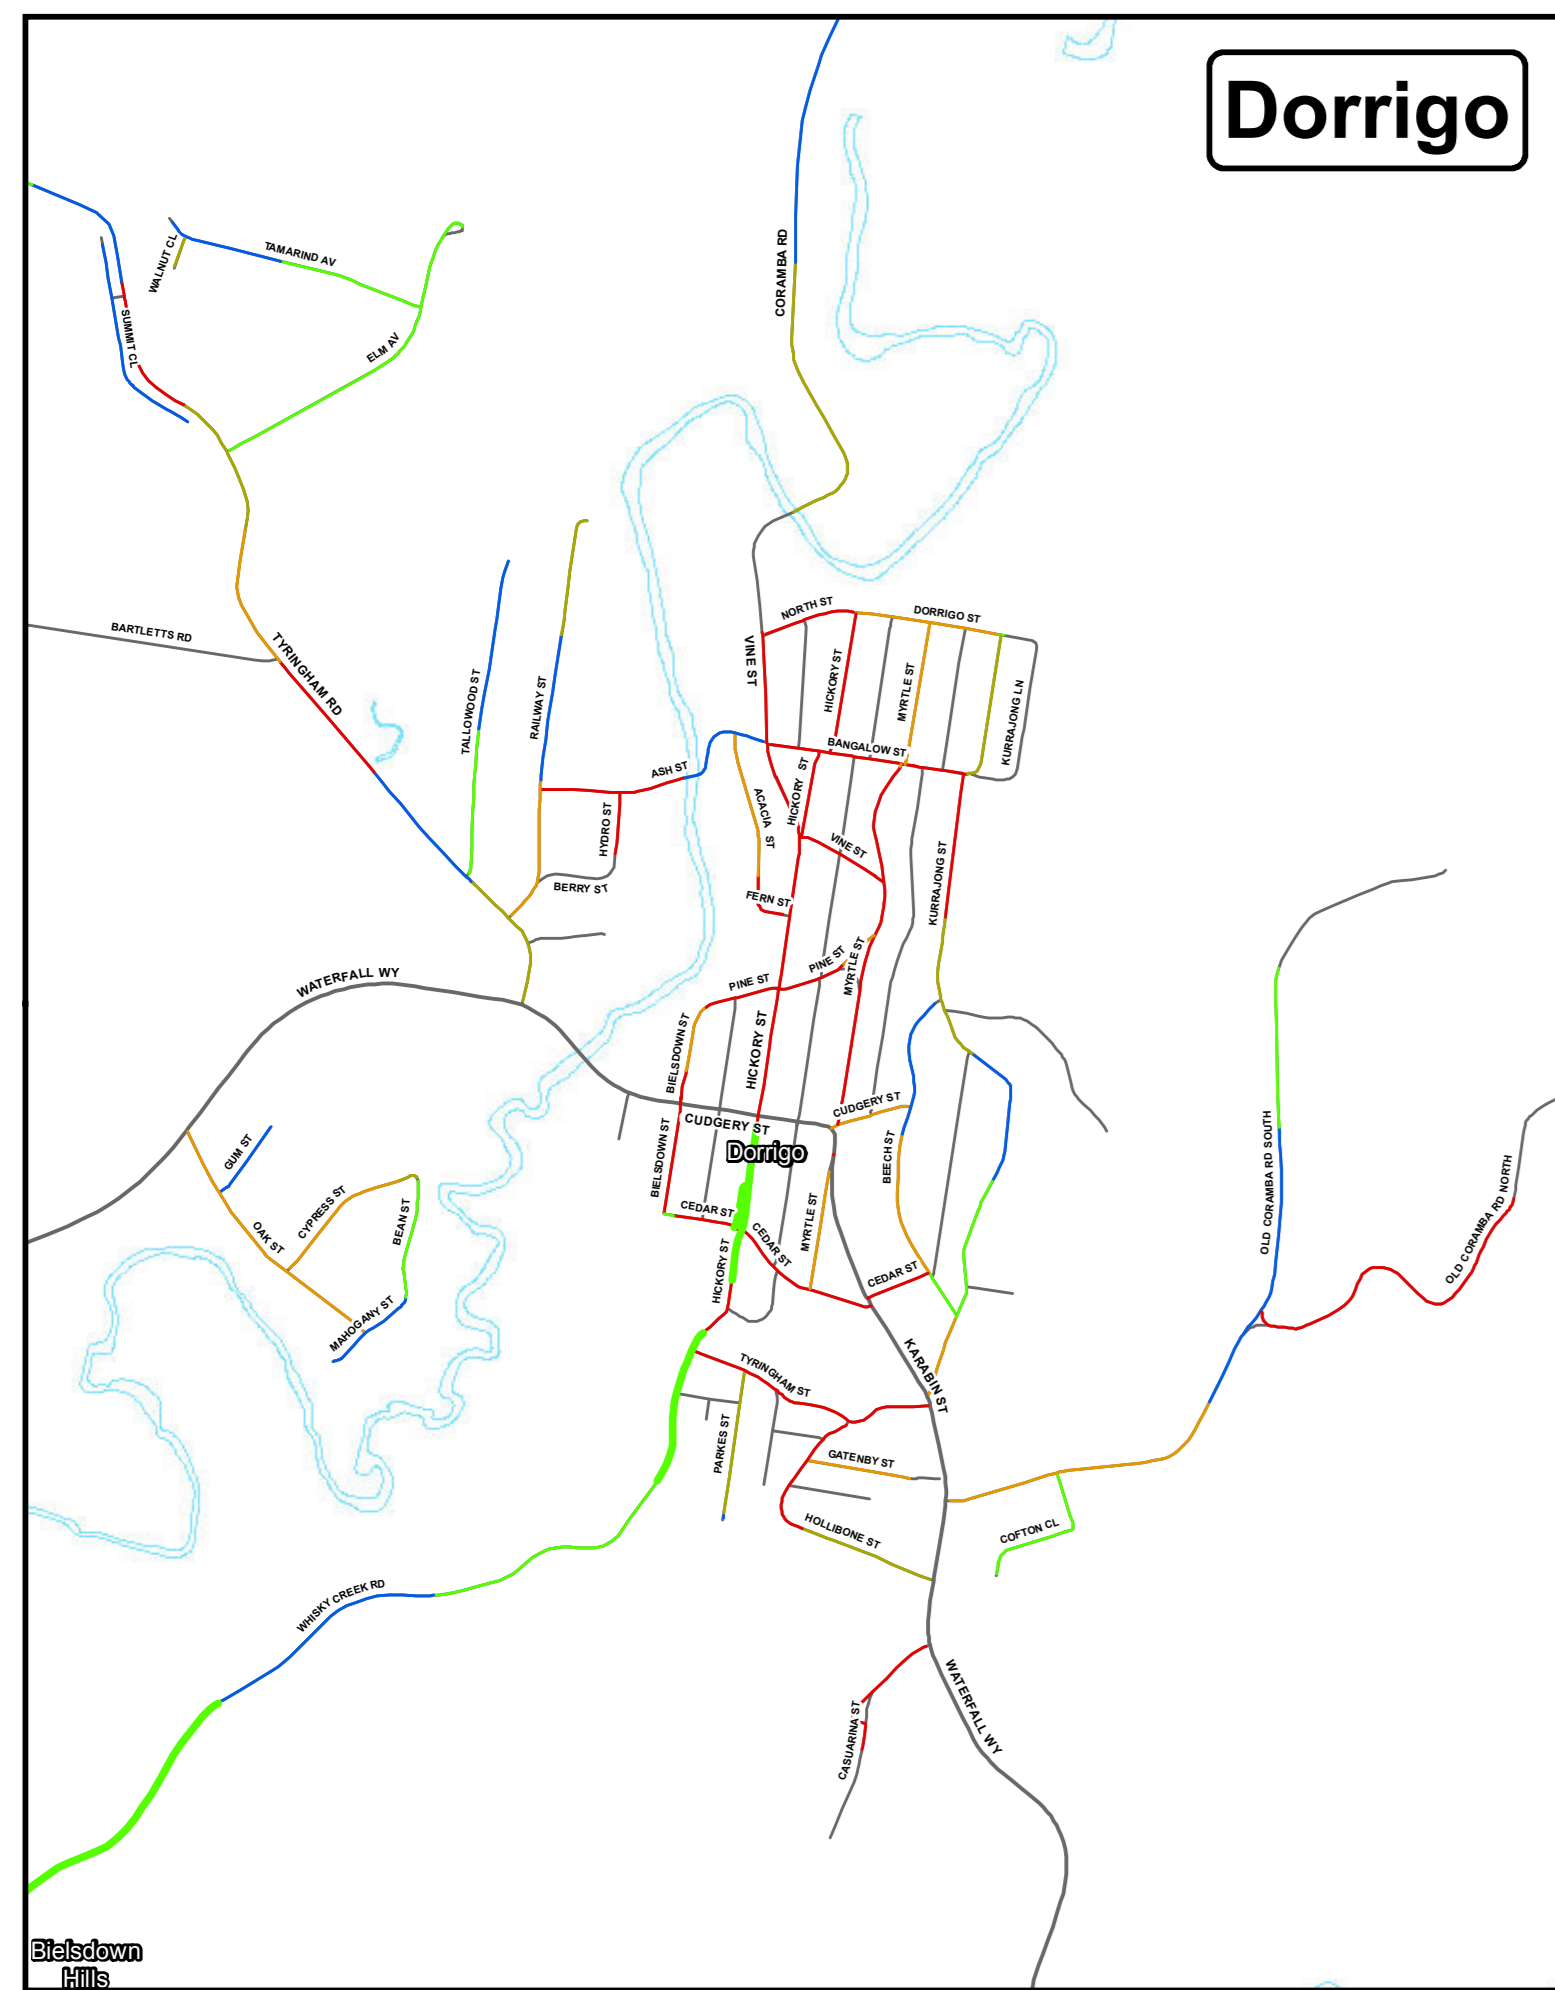 Dorrigo
WALNUT CL
TAMARIND AV
SUMMIT CL
ELM AV
CORAMBA RD
BARTLETTS RD
TYRINGHAM RD
TALLOWOOD ST
RAILWAY ST
NORTH ST
DORRIGO ST
VINE ST
HICKORY ST
MYRTLE ST
KURRAJONG LN
BANGALOW ST
ASH ST
HICKORY ST
ACACIA ST
HYDRO ST
VINE ST
KURRAJONG ST
BERRY ST
FERN ST
PINE ST
MYRTLE ST
PINE ST
WATERFALL WY
BIELSDOWN ST
HICKORY ST
CUDGERY ST
CUDGERY ST
Dorrigo
BEECH ST
BIELSDOWN ST
GUM ST
CYPRESS ST
OAK ST
BEAN ST
MAHOGANY ST
CEDAR ST
CEDAR ST
MYRTLE ST
HICKORY ST
CEDAR ST
OLD CORAMBA RD SOUTH
OLD CORAMBA RD NORTH
KARABIN ST
TYRINGHAM ST
PARKES ST
GATENBY ST
HOLLIBONE ST
COFTON CL
WHISKY CREEK RD
WATERFALL WY
CASUARINA ST
Bielsdown
Hills